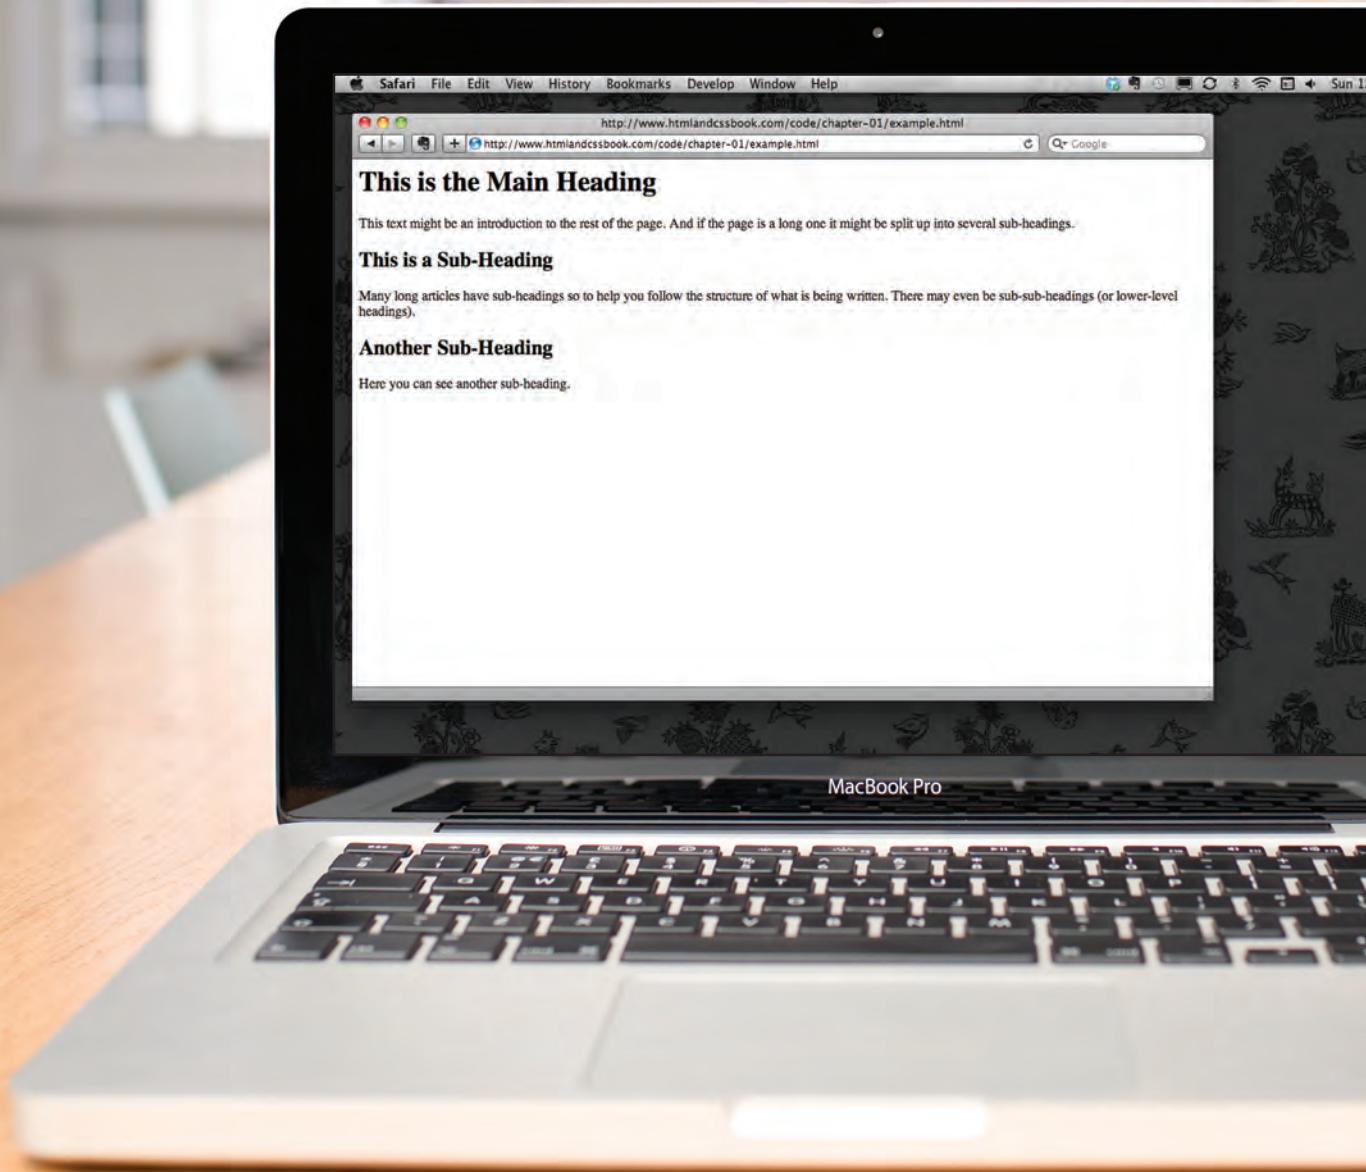 Safari File Edit View History Bookmarks Develop Window Help Sun
http://www.htmlandcssbook.com/code/chapter-01/example.html
http://www.htmlandcssbook.com/code/chapter-01/example.html Google
This is the Main Heading
This text might be an introduction to the rest of the page. And if the page is a long one it might be split up into several sub-headings.
This is a Sub-Heading
Many long articles have sub-headings so to help you follow the structure of what is being written. There may even be sub-sub-headings (or lower-level
headings).
Another Sub-Heading
Here you can see another sub-heading.
MacBook Pro
Q W E R T Y U I O P
A S D F G H J K L
Z X C V B N M